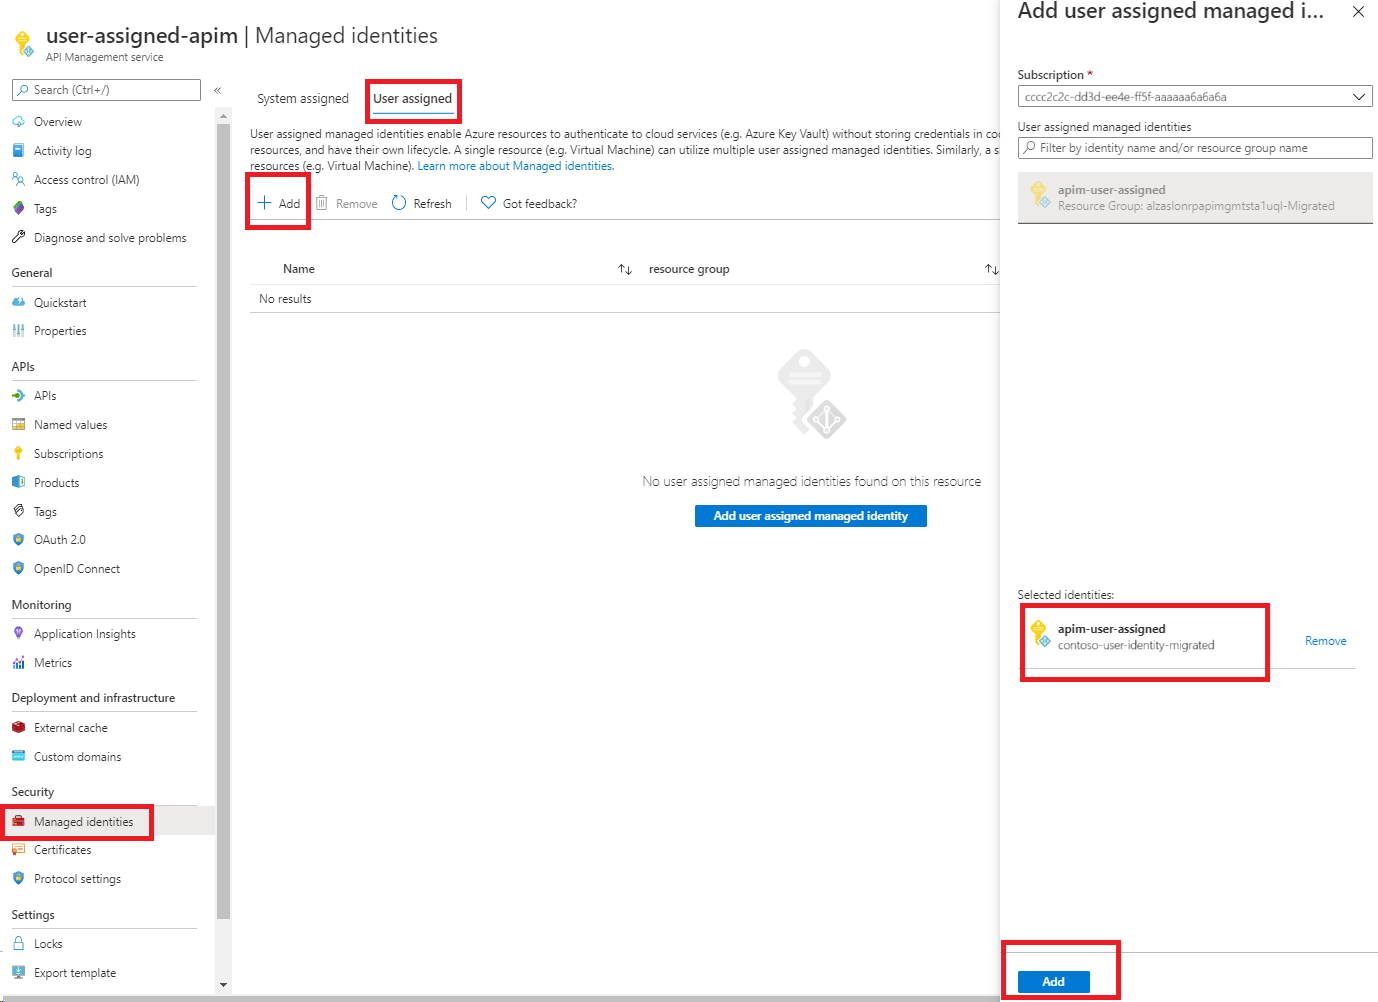 user-assigned-apim | Managed identities
API Management service
Search (Ctrl+/)
«
Overview
Activity log
Access control (IAM)
Tags
Diagnose and solve problems
General
Quickstart
Properties
APIs
APIs
Named values
Subscriptions
Products
Tags
OAuth 2.0
OpenID Connect
Monitoring
Application Insights
Metrics
Deployment and infrastructure
External cache
Custom domains
Security
Managed identities
Certificates
Protocol settings
Settings
Locks
Export template
System assigned
User assigned
User assigned managed identities enable Azure resources to authenticate to cloud services (e.g. Azure Key Vault) without storing credentials in co
resources, and have their own lifecycle. A single resource (e.g. Virtual Machine) can utilize multiple user assigned managed identities. Similarly, a s
resources (e.g. Virtual Machine). Learn more about Managed identities.
Add
Remove
Refresh
Got feedback?
Name
resource group
No results
No user assigned managed identities found on this resource
Add user assigned managed identity
Add user assigned managed i...
Subscription *
cccc2c2c-dd3d-ee4e-ff5f-aaaaaa6a6a6a
User assigned managed identities
Filter by identity name and/or resource group name
apim-user-assigned
Resource Group: alzaslonrpapimgmtsta1uql-Migrated
Selected identities:
apim-user-assigned
contoso-user-identity-migrated
Remove
Add